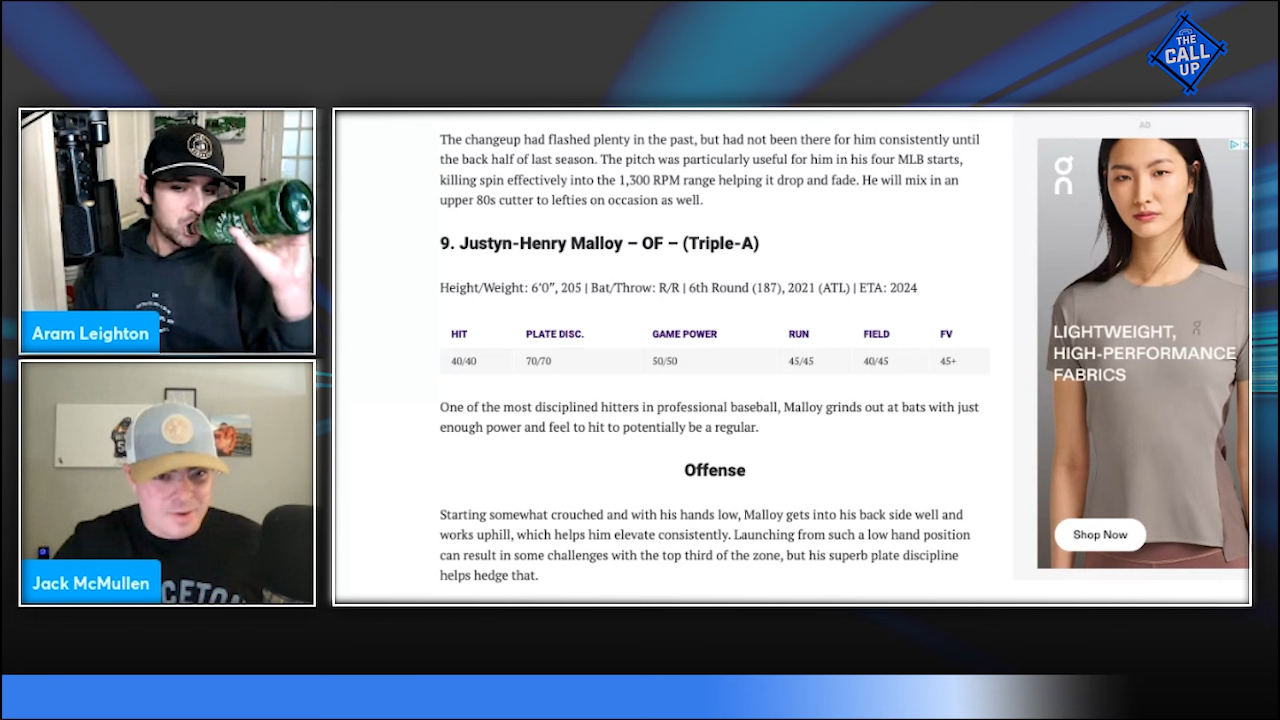 THE
CALL
UP
The changeup had flashed plenty in the past, but had not been there for him consistently until
the back half of last season. The pitch was particularly useful for him in his four MLB starts,
killing spin effectively into the 1,300 RPM range helping it drop and fade. He will mix in an
upper 80s cutter to lefties on occasion as well.
9. Justyn-Henry Malloy – OF – (Triple-A)
Height/Weight: 6'0″, 205 | Bat/Throw: R/R | 6th Round (187), 2021 (ATL) | ETA: 2024
HIT PLATE DISC. GAME POWER RUN FIELD FV
40/40 70/70 50/50 45/45 40/45 45+
One of the most disciplined hitters in professional baseball, Malloy grinds out at bats with just
enough power and feel to hit to potentially be a regular.
Offense
Starting somewhat crouched and with his hands low, Malloy gets into his back side well and
works uphill, which helps him elevate consistently. Launching from such a low hand position
can result in some challenges with the top third of the zone, but his superb plate discipline
helps hedge that.
AD
LIGHTWEIGHT,
HIGH-PERFORMANCE
FABRICS
Shop Now
Aram Leighton
Jack McMullen